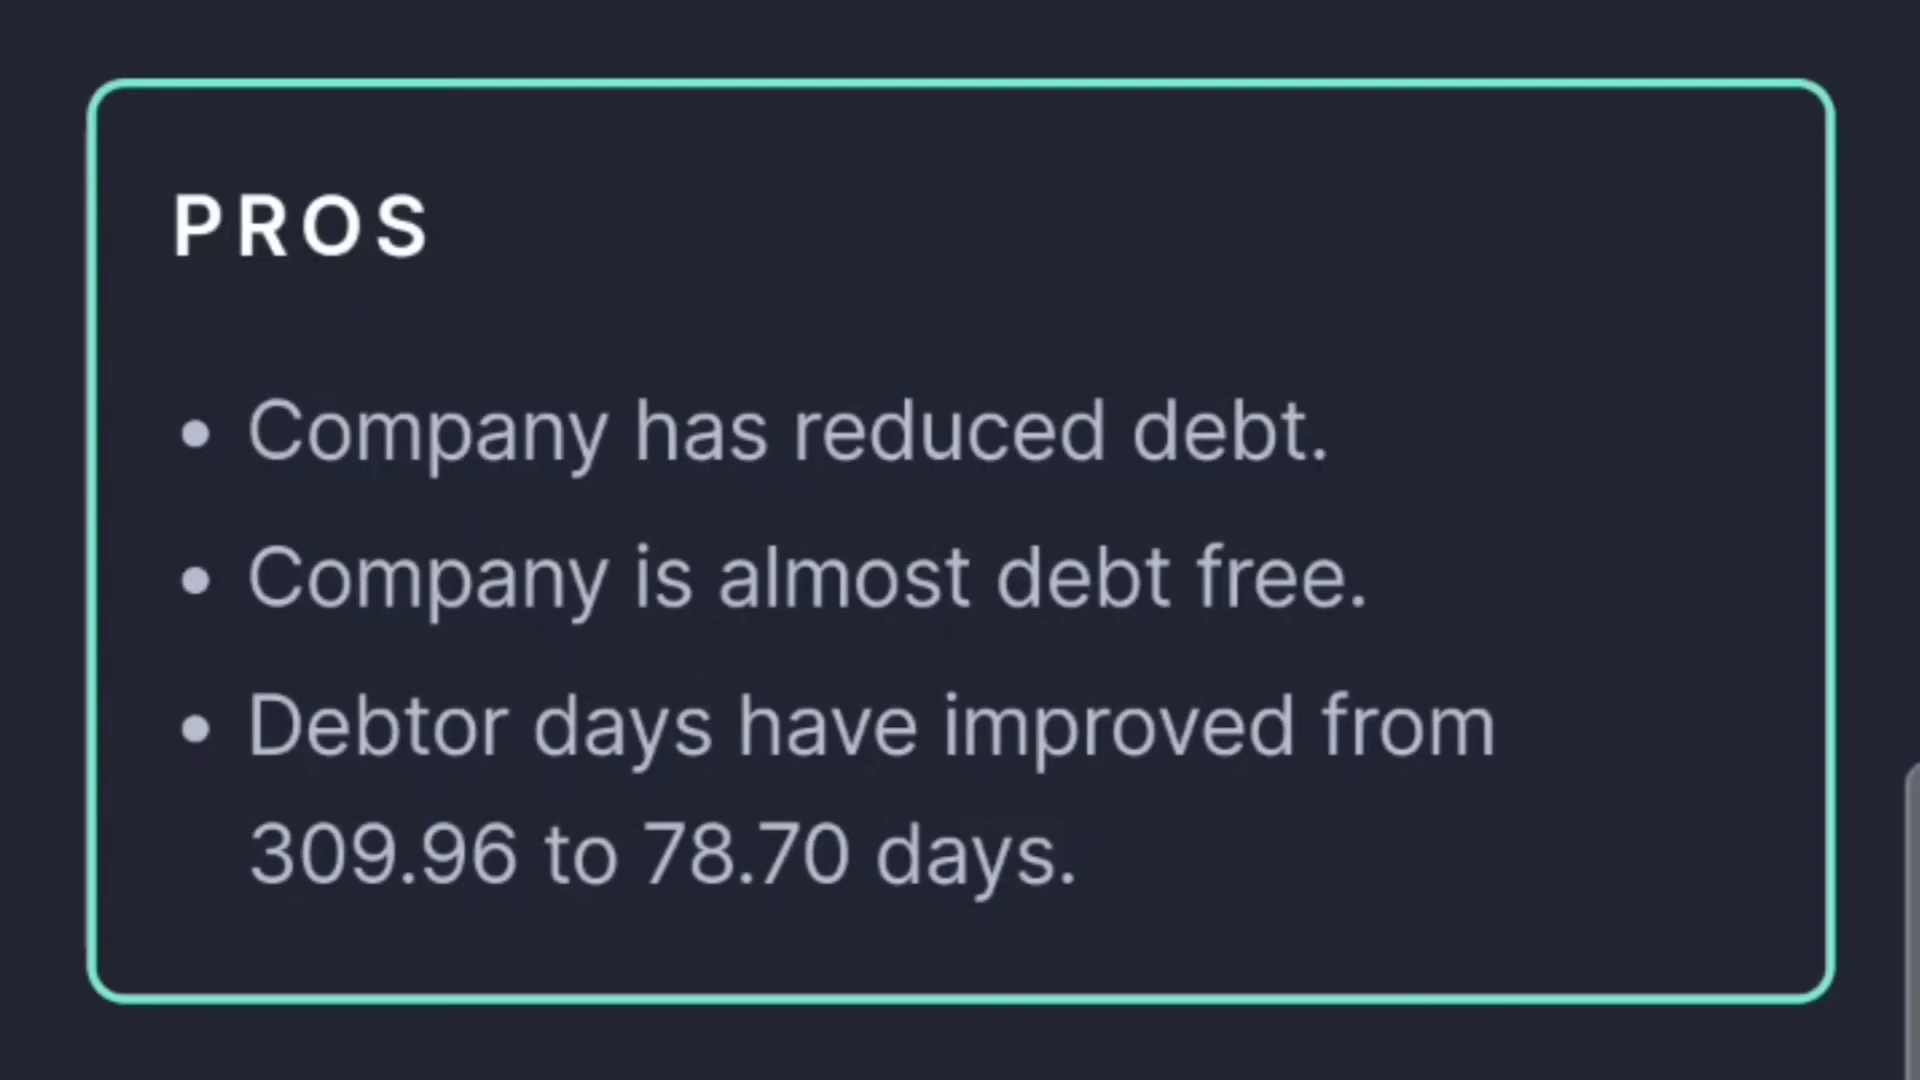 PROS
• Company has reduced debt.
• Company is almost debt free.
• Debtor days have improved from
309.96 to 78.70 days.